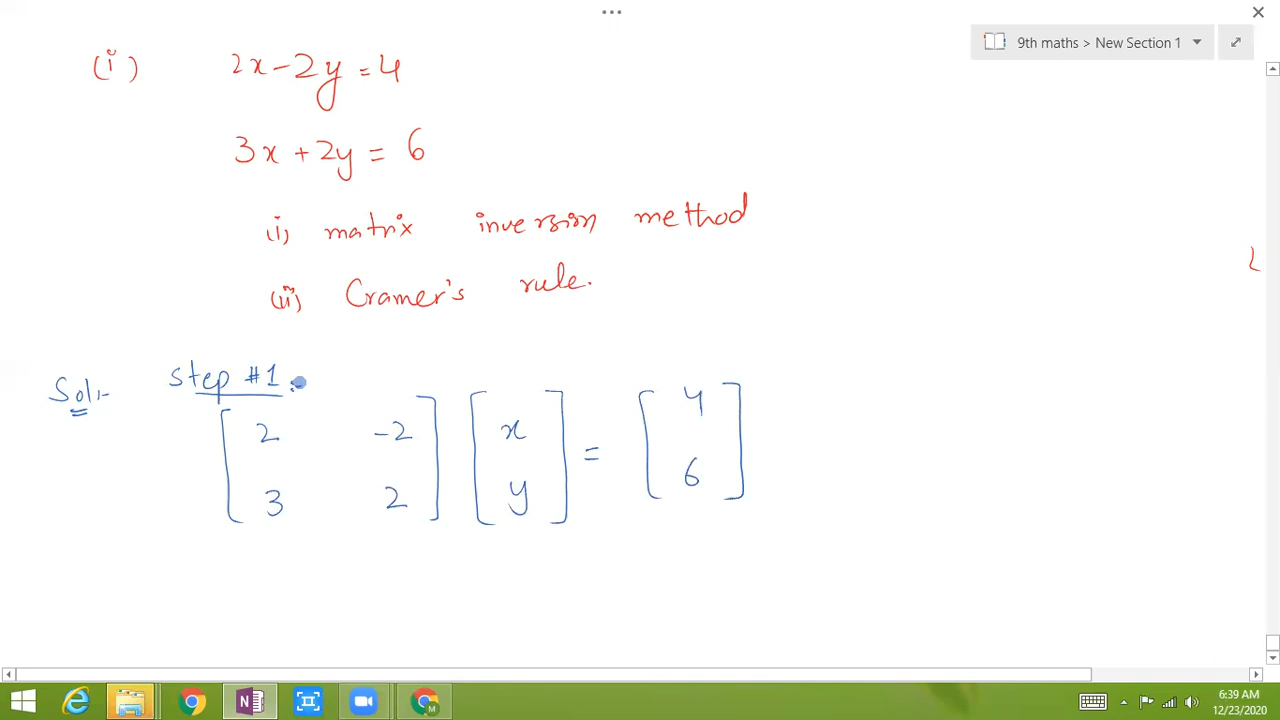 9th maths > New Section 1
(i) 2x-2y=4
3x+2y=6
(i) matrix inversion method
(ii) Cramer's rule.
Sol:- step #1:-
[2 -2] [x] = [4]
[3 2] [y] [6]
6:39 AM
12/23/2020